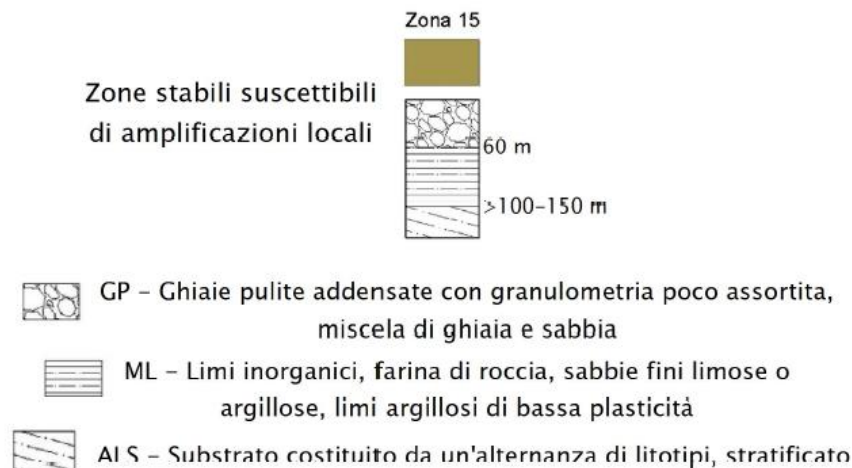 Zona 15
Zone stabili suscettibili
di amplificazioni locali
60 m
>100-150 m
GP - Ghiaie pulite addensate con granulometria poco assortita,
miscela di ghiaia e sabbia
ML - Limi inorganici, farina di roccia, sabbie fini limose o
argillose, limi argillosi di bassa plasticità
ALS - Substrato costituito da un'alternanza di litotipi, stratificato